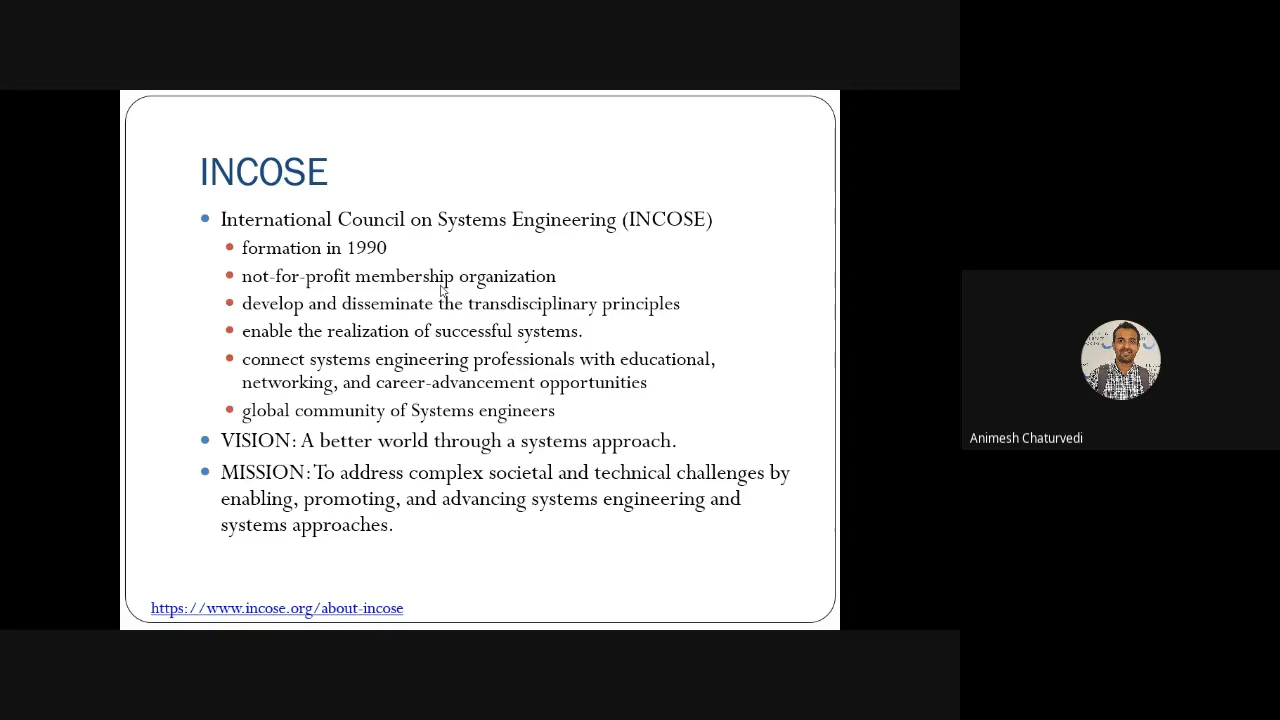 INCOSE
• International Council on Systems Engineering (INCOSE)
• formation in 1990
• not-for-profit membership organization
• develop and disseminate the transdisciplinary principles
• enable the realization of successful systems.
• connect systems engineering professionals with educational,
networking, and career-advancement opportunities
• global community of Systems engineers
• VISION: A better world through a systems approach.
• MISSION: To address complex societal and technical challenges by
enabling, promoting, and advancing systems engineering and
systems approaches.
https://www.incose.org/about-incose
Animesh Chaturvedi